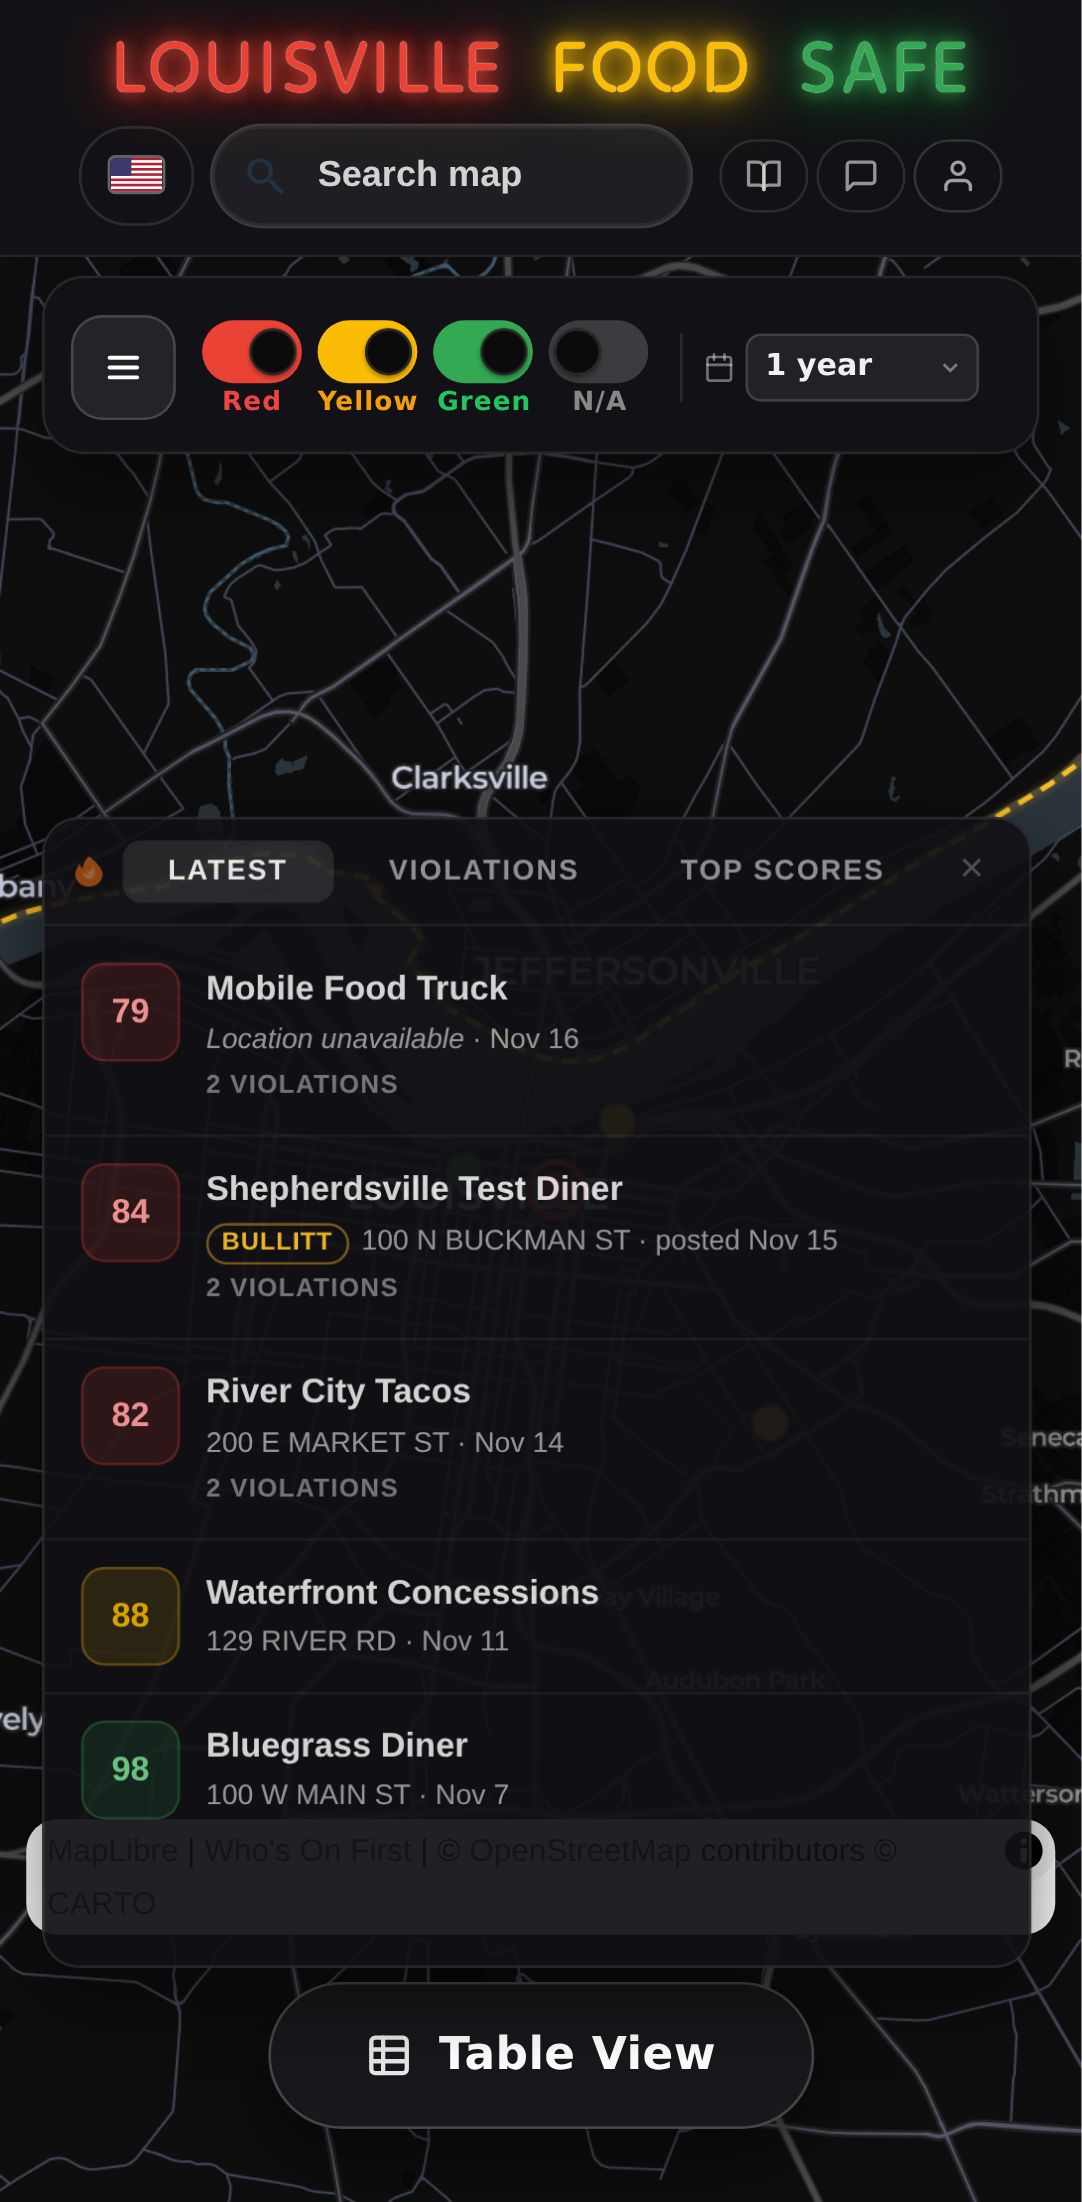 LOUISVILLE FOOD SAFE
Search map
Red
Yellow
Green
N/A
1 year
Clarksville
LATEST
VIOLATIONS
TOP SCORES
JEFFERSONVILLE
79
Mobile Food Truck
Location unavailable · Nov 16
2 VIOLATIONS
84
Shepherdsville Test Diner
BULLITT
100 N BUCKMAN ST · posted Nov 15
2 VIOLATIONS
82
River City Tacos
200 E MARKET ST · Nov 14
2 VIOLATIONS
88
Waterfront Concessions
129 RIVER RD · Nov 11
Audubon Park
98
Bluegrass Diner
100 W MAIN ST · Nov 7
MapLibre | Who's On First | © OpenStreetMap contributors ©
CARTO
Table View